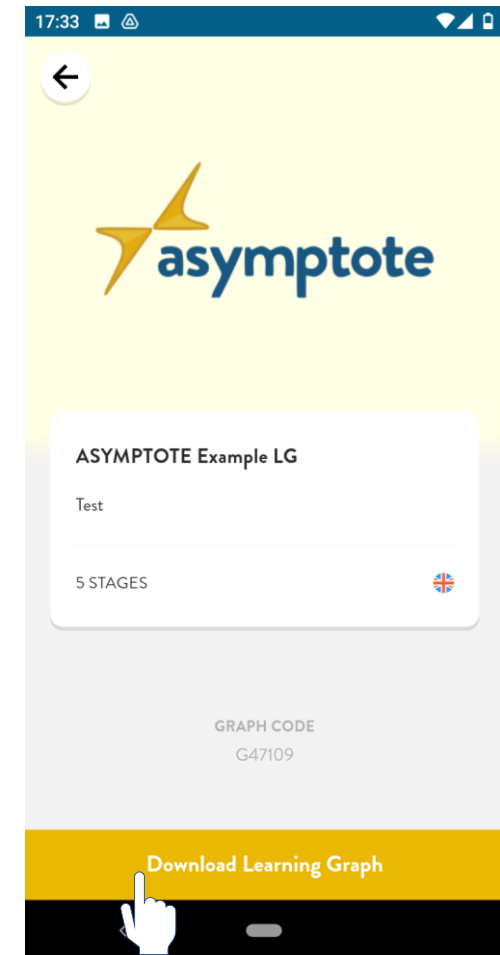 17:33
asymptote
ASYMPTOTE Example LG
Test
5 STAGES
GRAPH CODE
G47109
Download Learning Graph